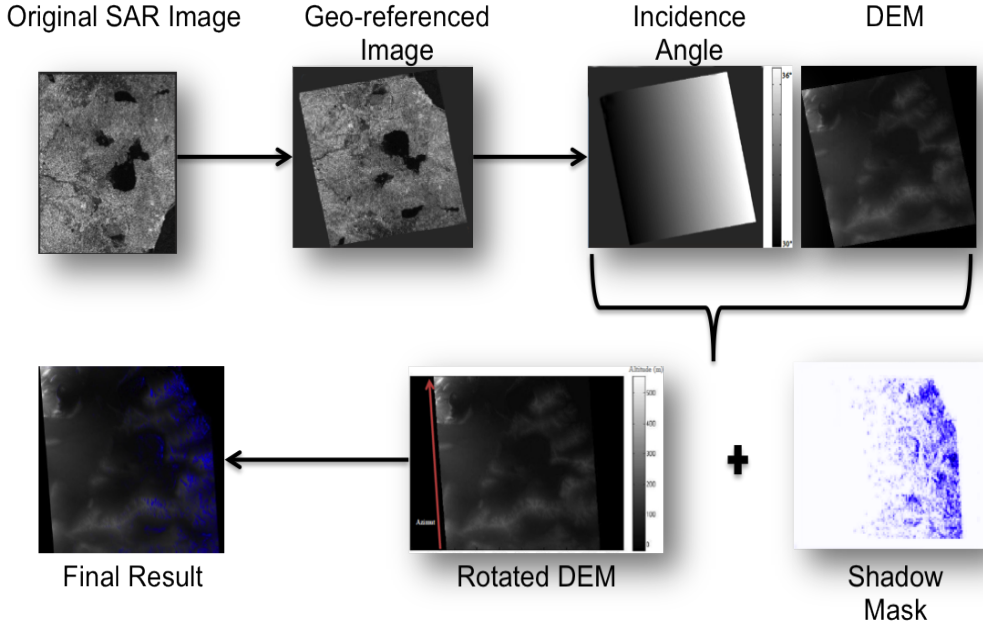 Original SAR Image
Geo-referenced
Image
Incidence
Angle
DEM
36°
30°
Altitude (m)
500
400
300
200
100
0
Azimut
+
Final Result
Rotated DEM
Shadow
Mask